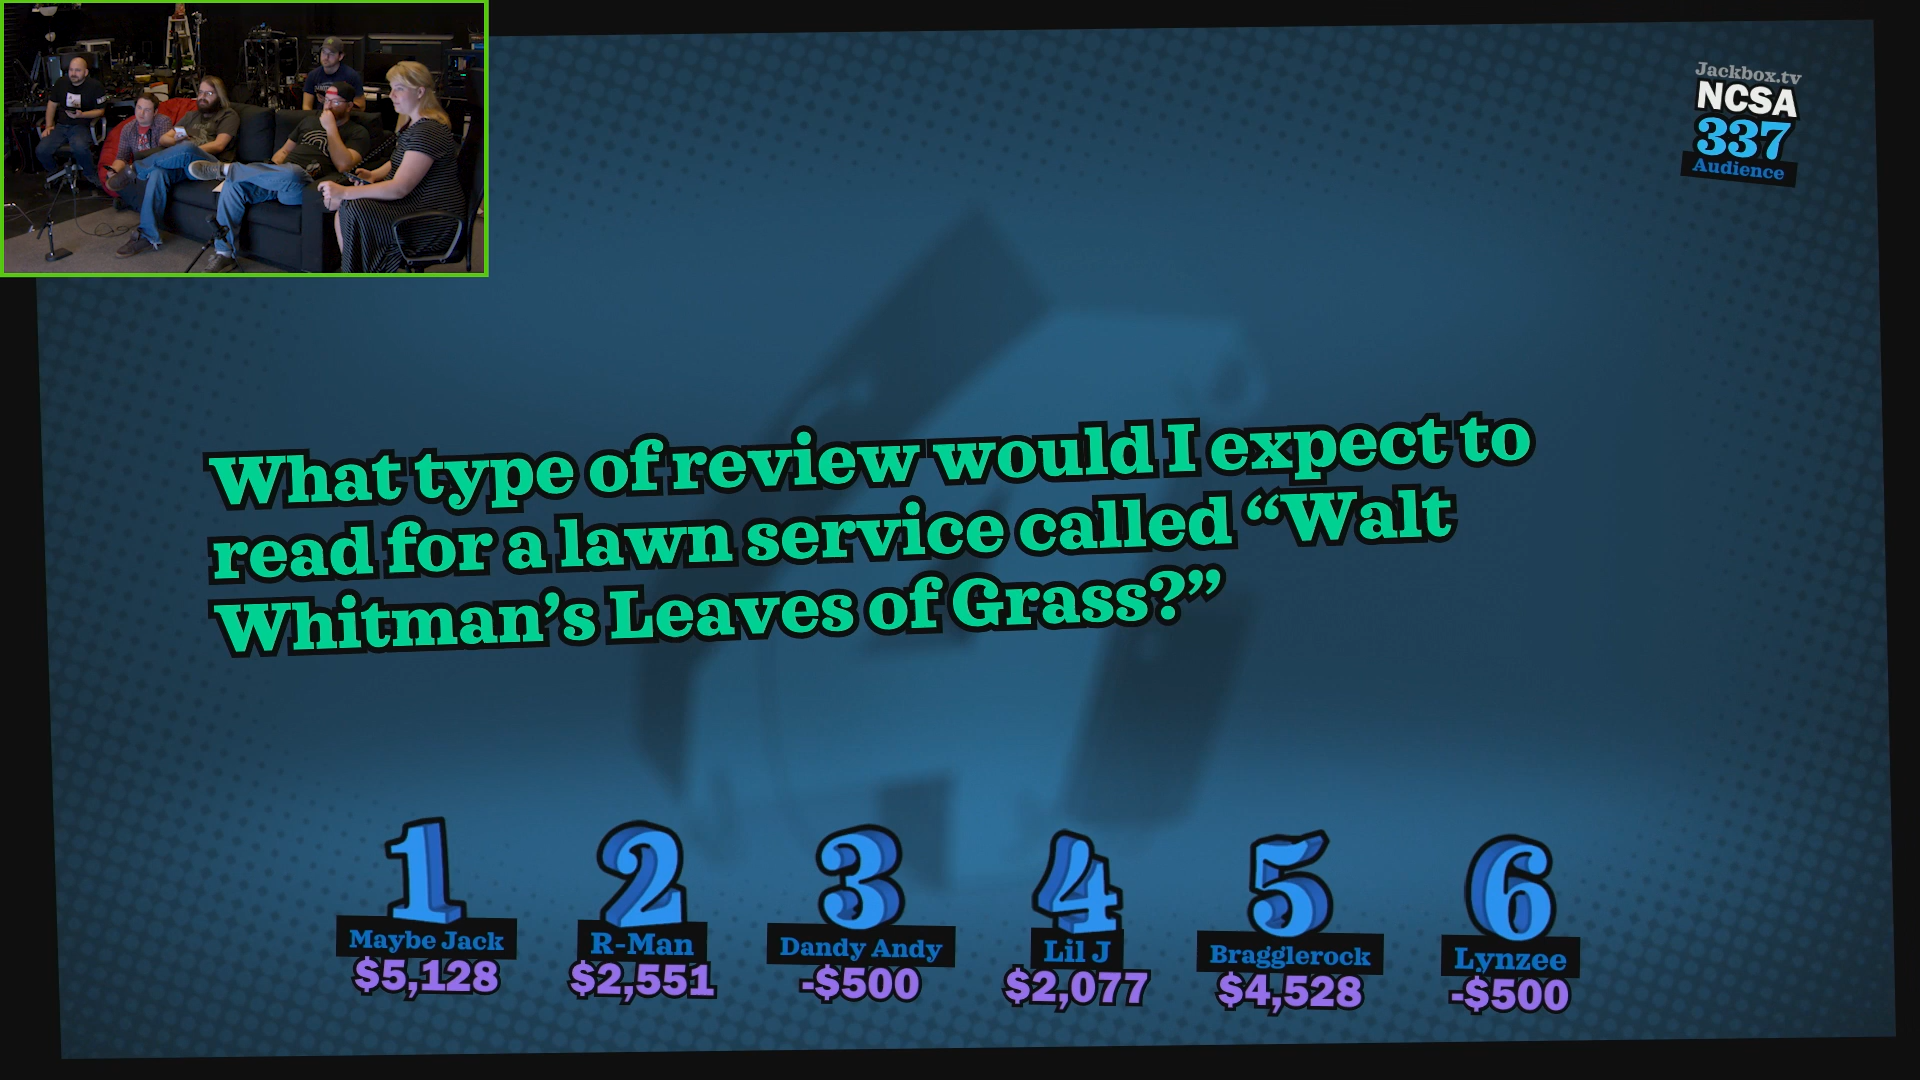 Jackbox.tv
NCSA
337
Audience
What type of review would I expect to
read for a lawn service called “Walt
Whitman’s Leaves of Grass?”
1
Maybe Jack
$5,128
2
R-Man
$2,551
3
Dandy Andy
-$500
4
Lil J
$2,077
5
Bragglerock
$4,528
6
Lynzee
-$500